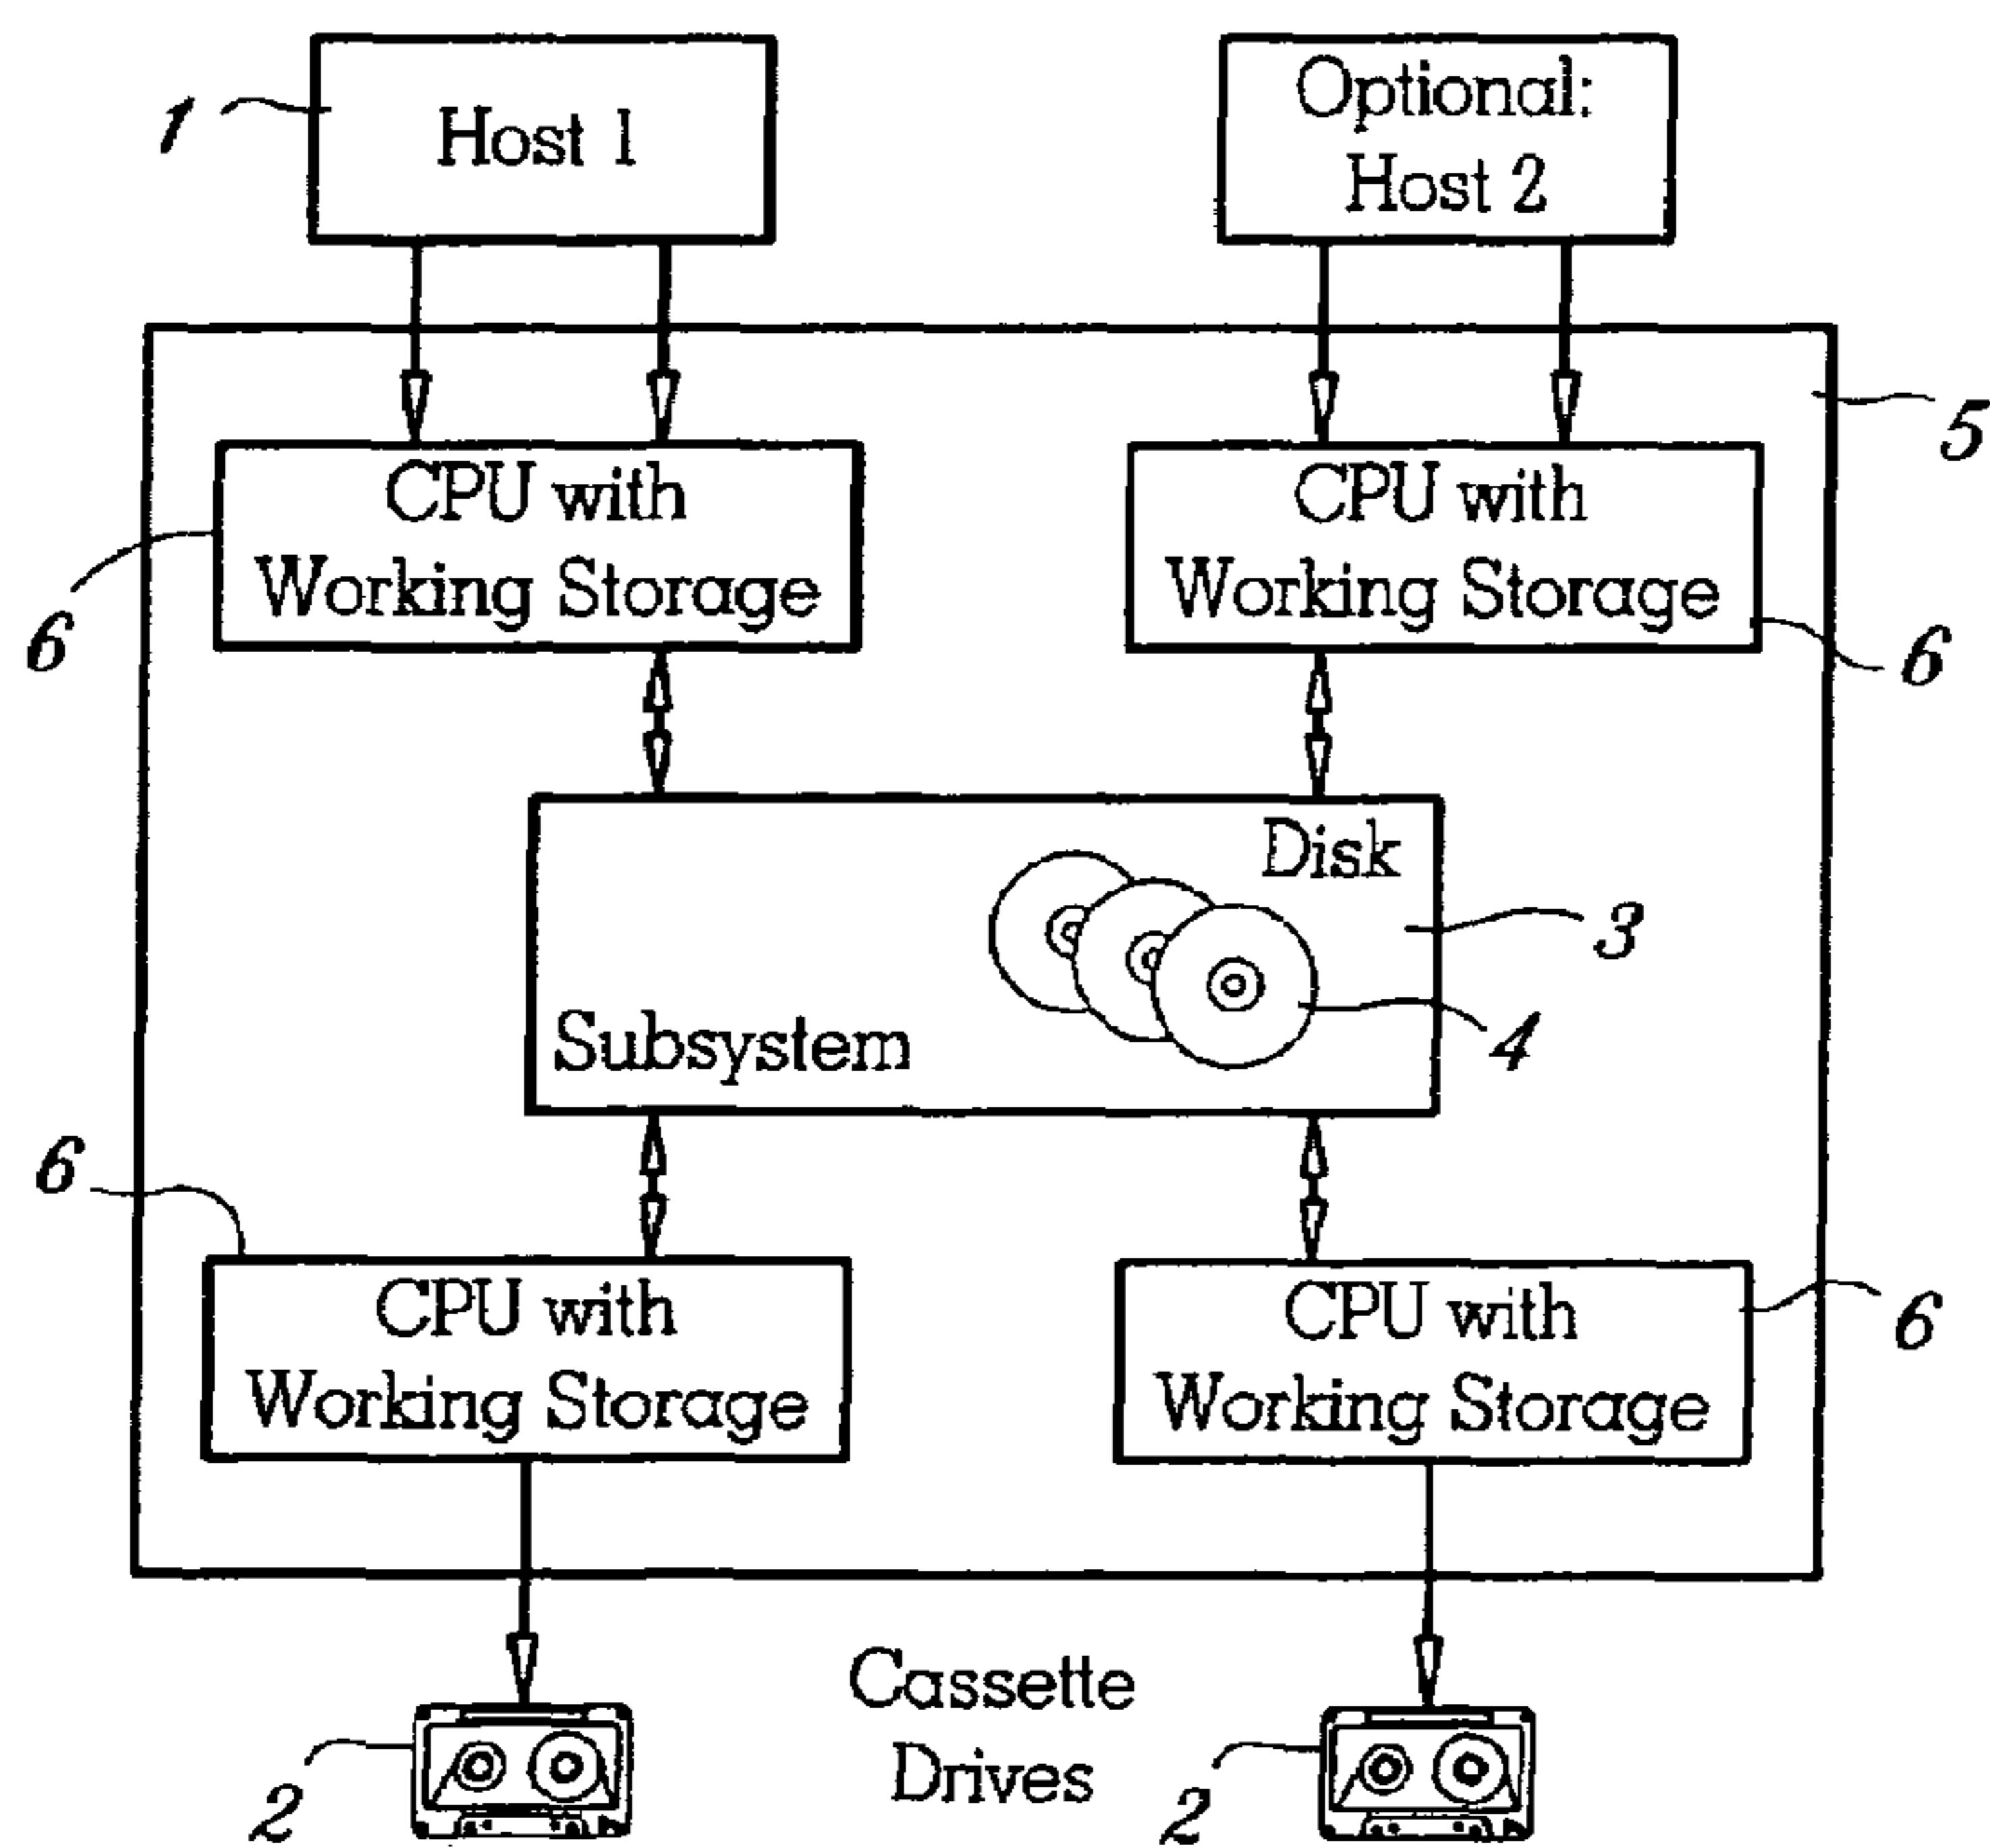 1
Host 1
Optional:
Host 2
5
CPU with
Working Storage
6
CPU with
Working Storage
6
Disk
3
Subsystem
4
6
CPU with
Working Storage
CPU with
Working Storage
6
Cassette
Drives
2
2